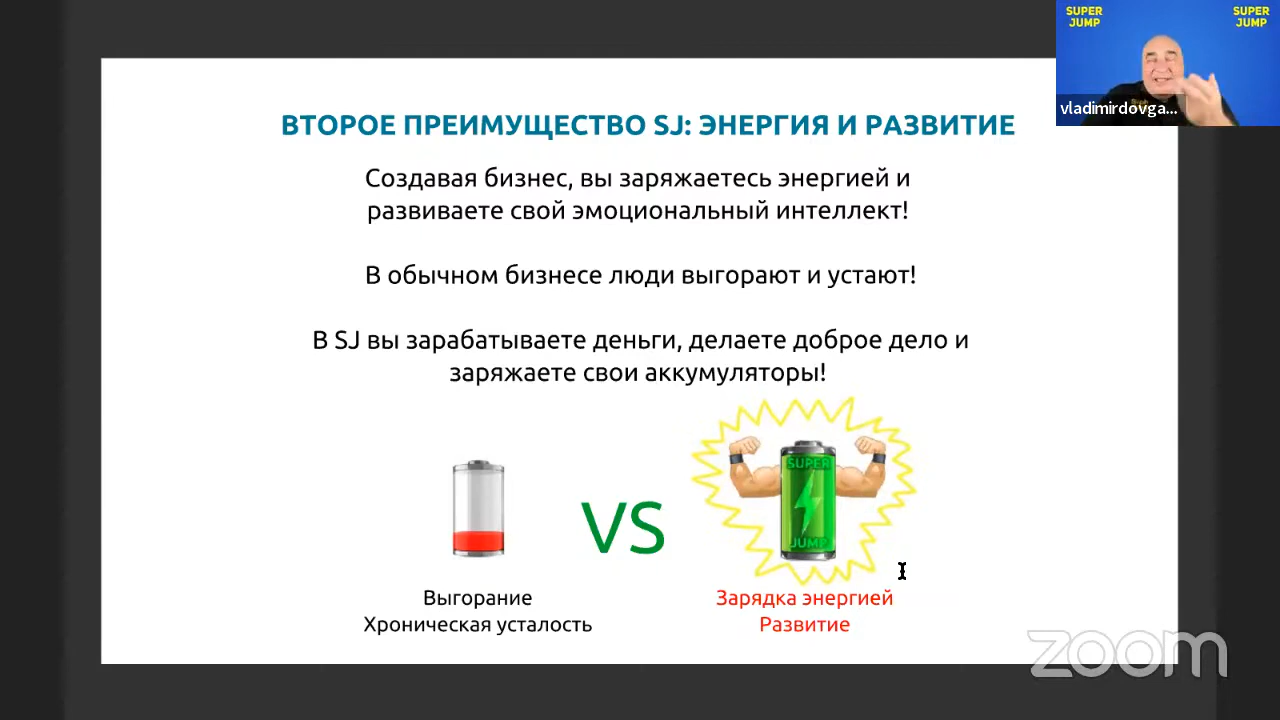 SUPER JUMP
SUPER JUMP
vladimirdovga...
ВТОРОЕ ПРЕИМУЩЕСТВО SJ: ЭНЕРГИЯ И РАЗВИТИЕ
Создавая бизнес, вы заряжаетесь энергией и
развиваете свой эмоциональный интеллект!
В обычном бизнесе люди выгорают и устают!
В SJ вы зарабатываете деньги, делаете доброе дело и
заряжаете свои аккумуляторы!
SUPER
JUMP
VS
Выгорание
Хроническая усталость
Зарядка энергией
Развитие
zoom